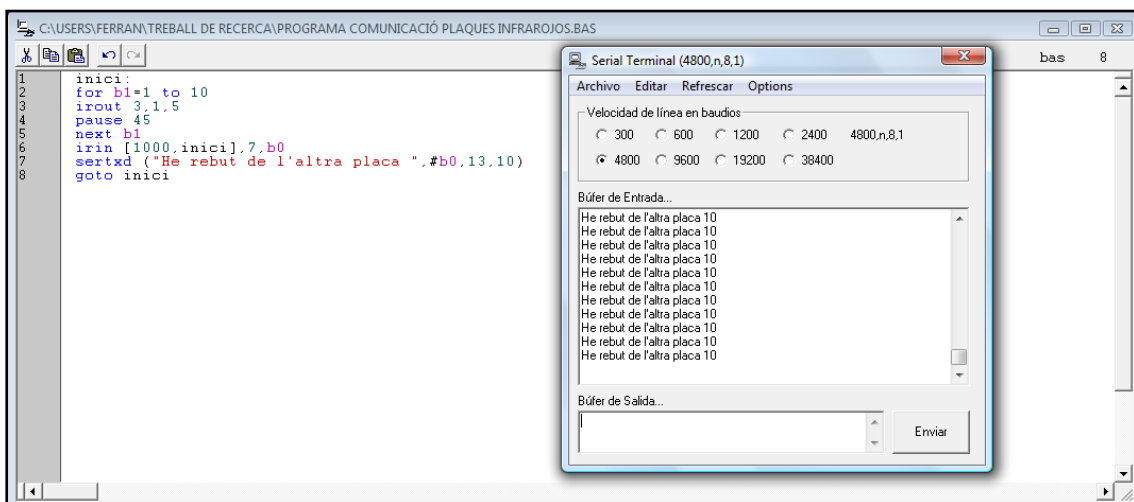 C:\USERS\FERRAN\TREBALL DE RECERCA\PROGRAMA COMUNICACIÓ PLAQUES INFRAROJOS.BAS
bas 8
1 inici:
2 for b1=1 to 10
3 irout 3,1,5
4 pause 45
5 next b1
6 irin [1000,inici],7,b0
7 sertxd ("He rebut de l'altra placa ",#b0,13,10)
8 goto inici
Serial Terminal (4800,n,8,1)
Archivo Editar Refrescar Options
Velocidad de línea en baudios
300 600 1200 2400 4800,n,8,1
4800 9600 19200 38400
Búfer de Entrada...
He rebut de l'altra placa 10
He rebut de l'altra placa 10
He rebut de l'altra placa 10
He rebut de l'altra placa 10
He rebut de l'altra placa 10
He rebut de l'altra placa 10
He rebut de l'altra placa 10
He rebut de l'altra placa 10
He rebut de l'altra placa 10
He rebut de l'altra placa 10
He rebut de l'altra placa 10
Búfer de Salida...
Enviar